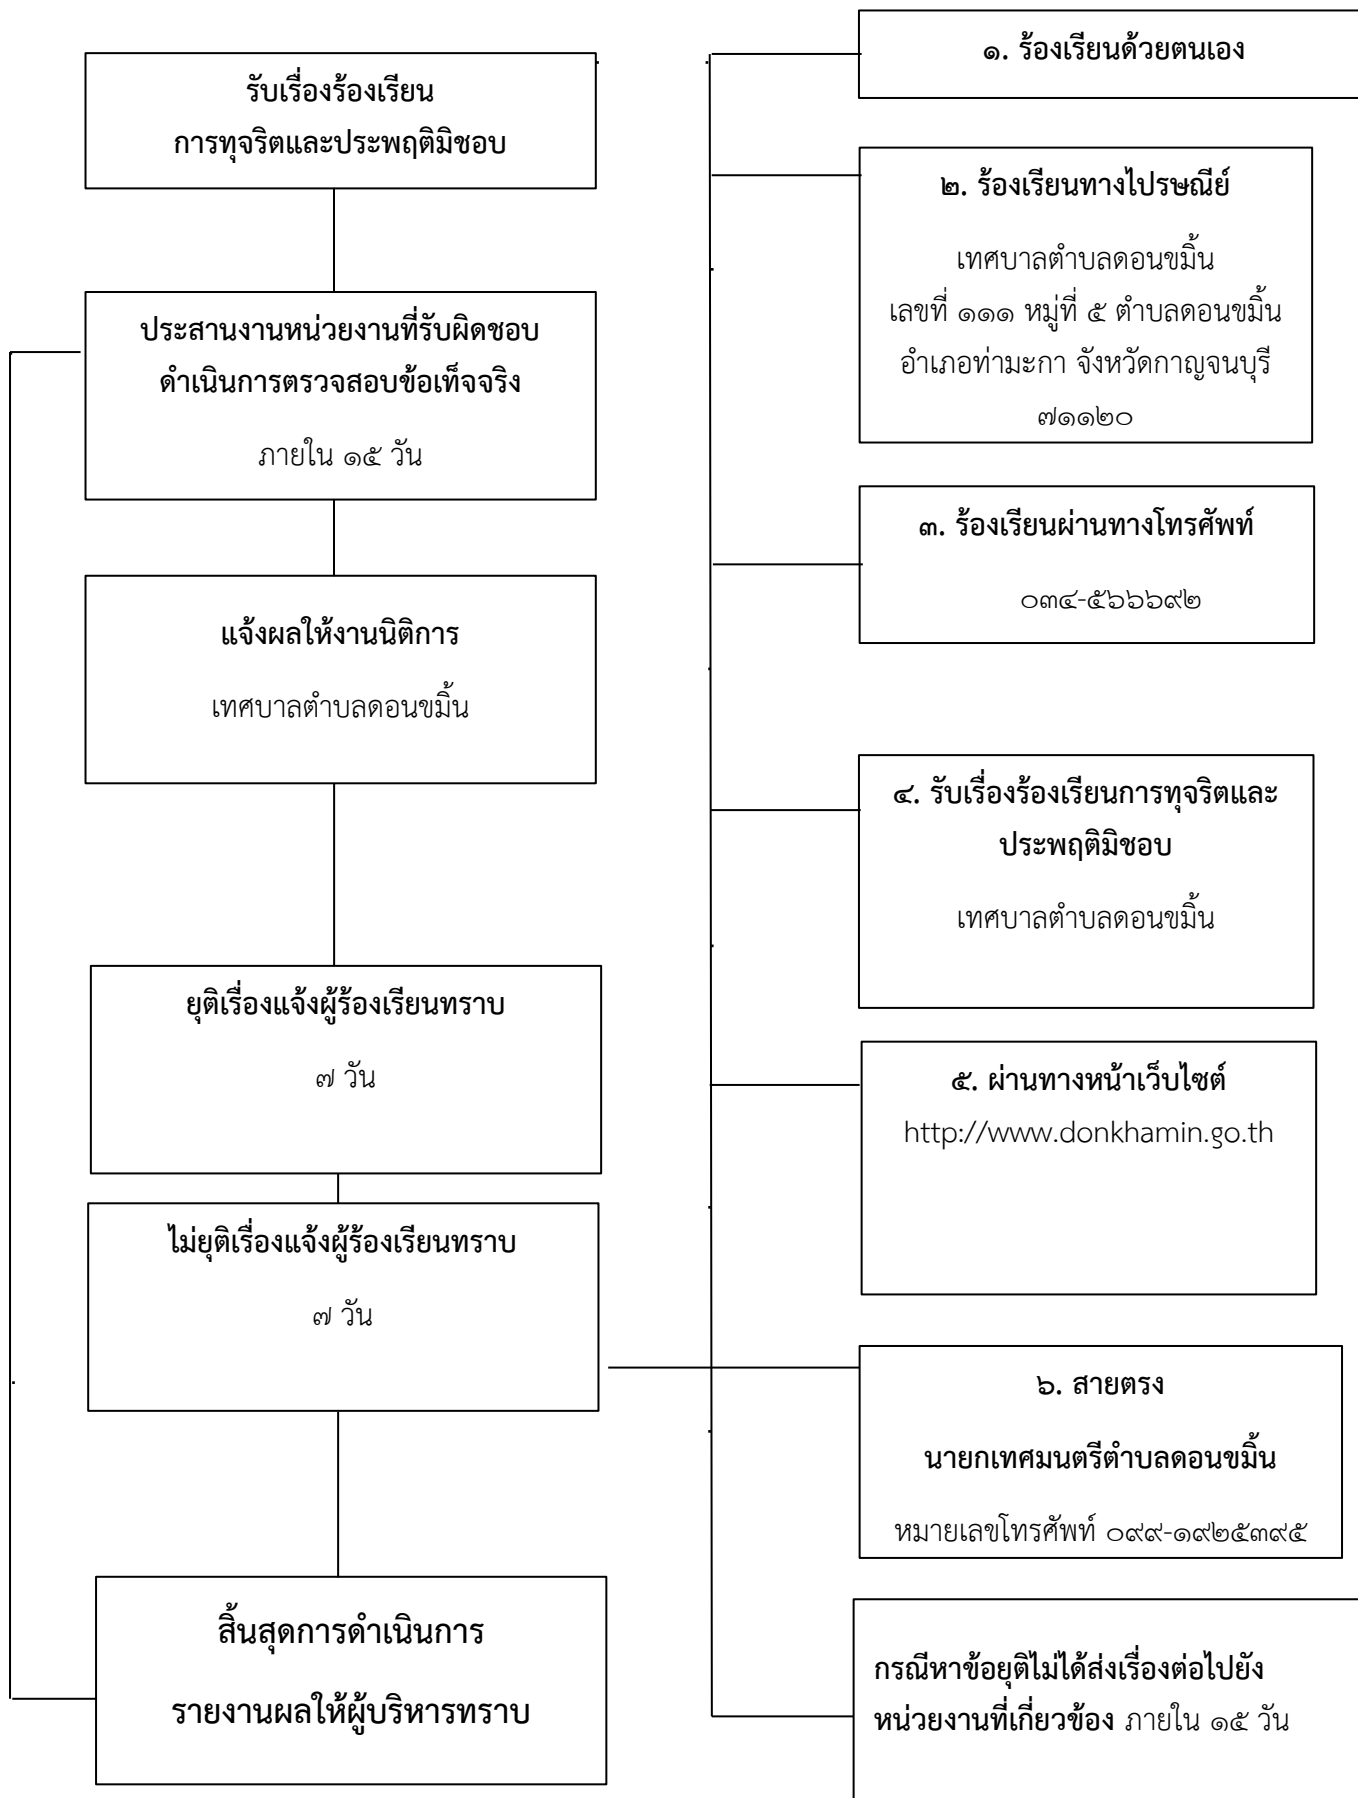 รับเรื่องร้องเรียน
การทุจริตและประพฤติมิชอบ
ประสานงานหน่วยงานที่รับผิดชอบ
ดำเนินการตรวจสอบข้อเท็จจริง
ภายใน ๑๕ วัน
แจ้งผลให้งานนิติการ
เทศบาลตำบลดอนขมิ้น
ยุติเรื่องแจ้งผู้ร้องเรียนทราบ
๗ วัน
ไม่ยุติเรื่องแจ้งผู้ร้องเรียนทราบ
๗ วัน
สิ้นสุดการดำเนินการ
รายงานผลให้ผู้บริหารทราบ
๑. ร้องเรียนด้วยตนเอง
๒. ร้องเรียนทางไปรษณีย์
เทศบาลตำบลดอนขมิ้น
เลขที่ ๑๑๑ หมู่ที่ ๕ ตำบลดอนขมิ้น
อำเภอท่ามะกา จังหวัดกาญจนบุรี
๗๑๑๒๐
๓. ร้องเรียนผ่านทางโทรศัพท์
๐๓๔-๕๖๖๖๙๒
๔. รับเรื่องร้องเรียนการทุจริตและ
ประพฤติมิชอบ
เทศบาลตำบลดอนขมิ้น
๕. ผ่านทางหน้าเว็บไซต์
http://www.donkhamin.go.th
๖. สายตรง
นายกเทศมนตรีตำบลดอนขมิ้น
หมายเลขโทรศัพท์ ๐๙๙-๑๙๒๕๓๙๕
กรณีหาข้อยุติไม่ได้ส่งเรื่องต่อไปยัง
หน่วยงานที่เกี่ยวข้อง ภายใน ๑๕ วัน